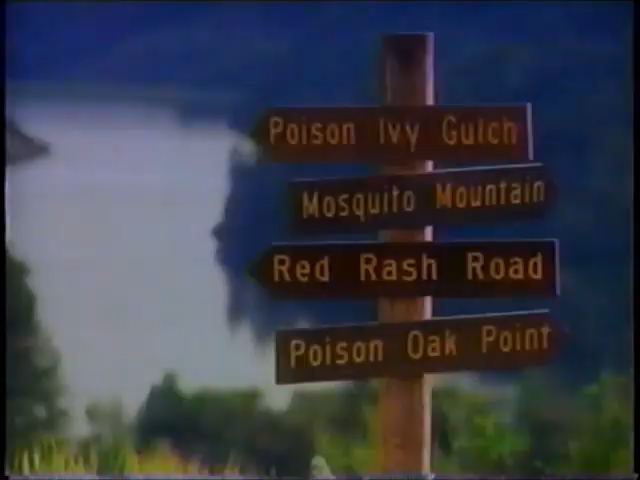 Poison Ivy Gulch
Mosquito Mountain
Red Rash Road
Poison Oak Point